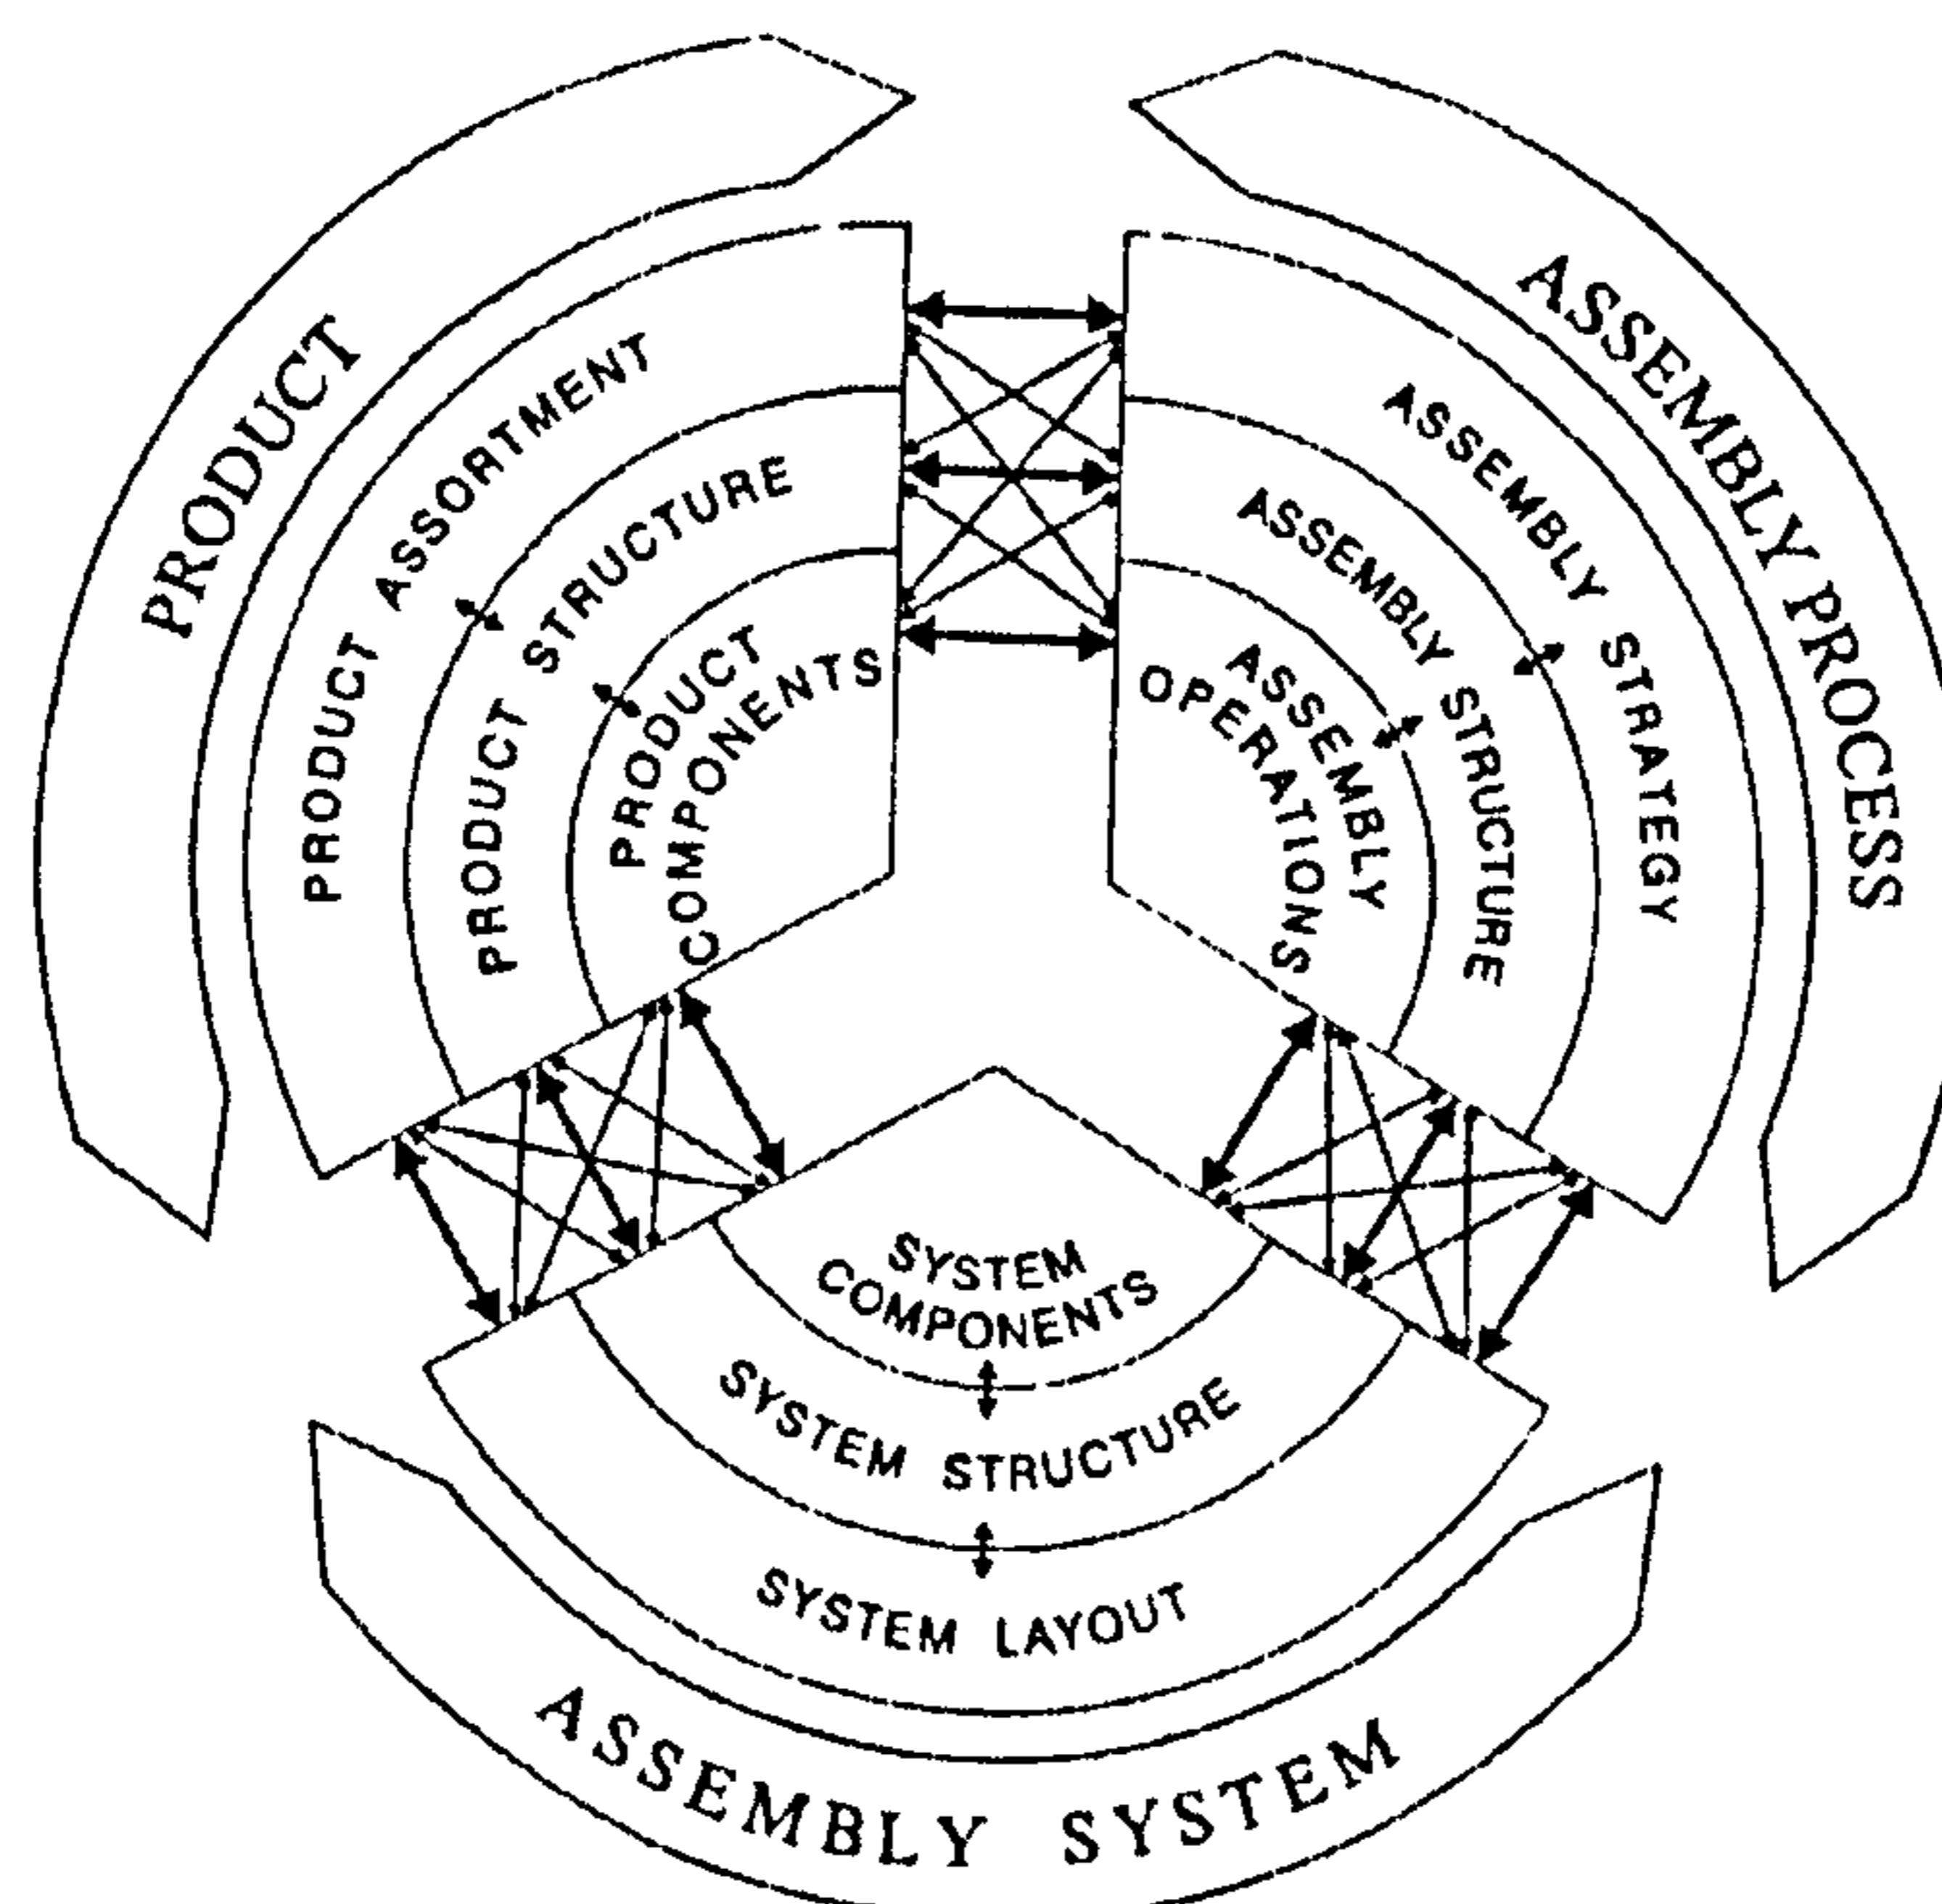 PRODUCT
PRODUCT ASSORTMENT
PRODUCT STRUCTURE
PRODUCT
COMPONENTS
ASSEMBLY PROCESS
ASSEMBLY STRATEGY
ASSEMBLY STRUCTURE
ASSEMBLY
OPERATIONS
SYSTEM
COMPONENTS
SYSTEM STRUCTURE
SYSTEM LAYOUT
ASSEMBLY SYSTEM